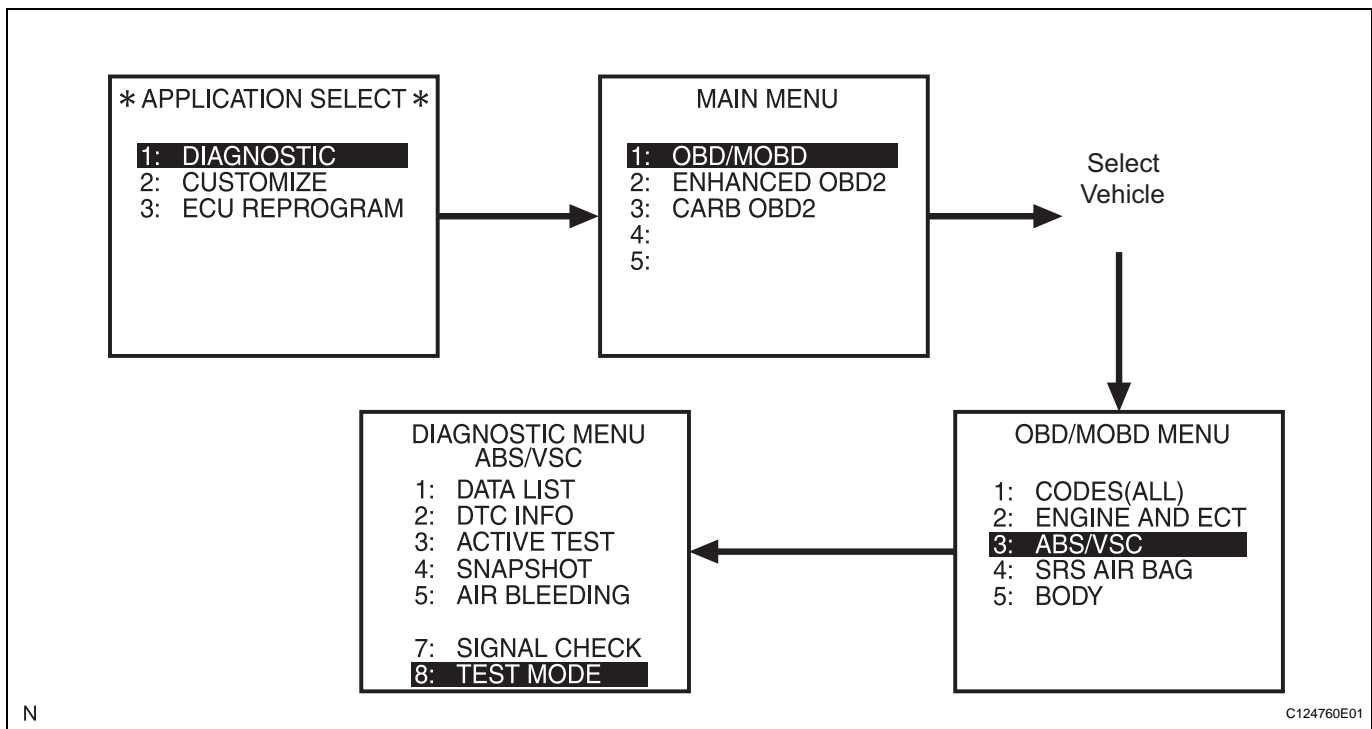 * APPLICATION SELECT *
1: DIAGNOSTIC
2: CUSTOMIZE
3: ECU REPROGRAM
MAIN MENU
1: OBD/MOBD
2: ENHANCED OBD2
3: CARB OBD2
4:
5:
Select
Vehicle
OBD/MOBD MENU
1: CODES(ALL)
2: ENGINE AND ECT
3: ABS/VSC
4: SRS AIR BAG
5: BODY
DIAGNOSTIC MENU
ABS/VSC
1: DATA LIST
2: DTC INFO
3: ACTIVE TEST
4: SNAPSHOT
5: AIR BLEEDING
7: SIGNAL CHECK
8: TEST MODE
N
C124760E01